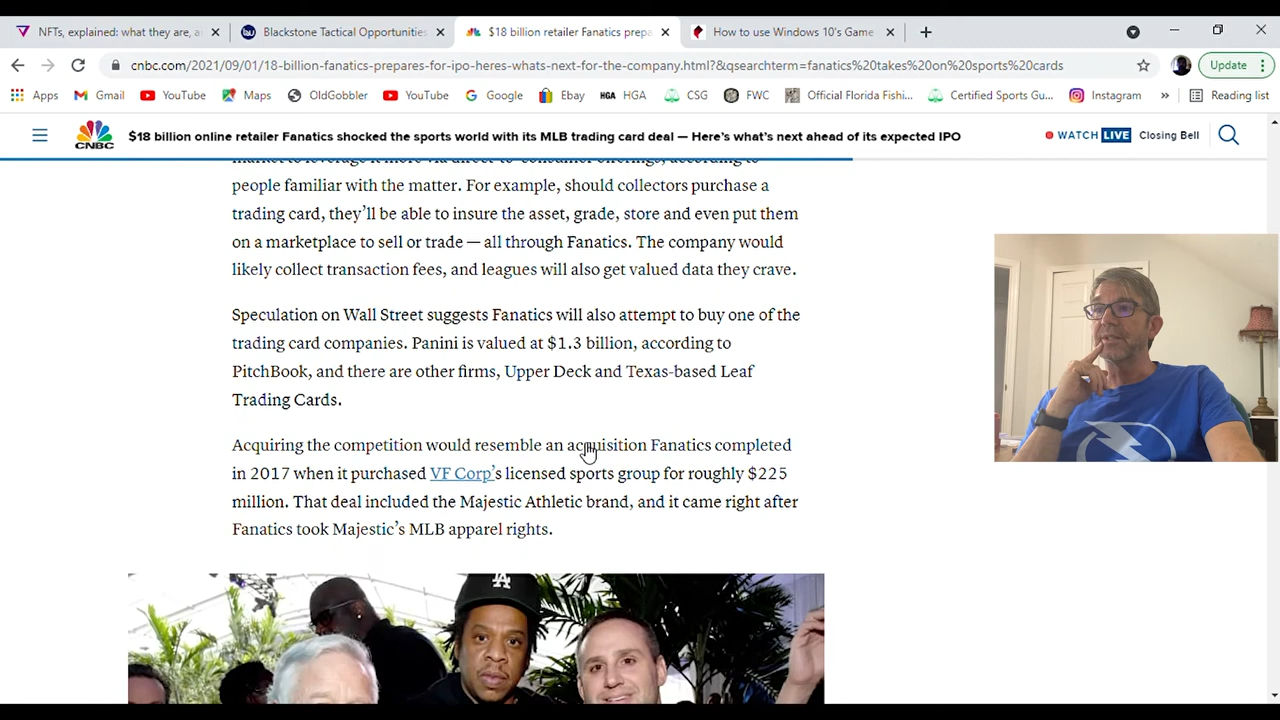 NFTs, explained: what they are, a
Blackstone Tactical Opportunities
$18 billion retailer Fanatics prepa
How to use Windows 10's Game
cnbc.com/2021/09/01/18-billion-fanatics-prepares-for-ipo-heres-whats-next-for-the-company.html?&qsearchterm=fanatics%20takes%20on%20sports%20cards
Update
Apps
Gmail
YouTube
Maps
OldGobbler
YouTube
Google
Ebay
HGA HGA
CSG
FWC
Official Florida Fishi...
Certified Sports Gu...
Instagram
»
Reading list
CNBC
$18 billion online retailer Fanatics shocked the sports world with its MLB trading card deal — Here's what's next ahead of its expected IPO
WATCH LIVE Closing Bell
market to leverage it more via direct-to-consumer offerings, according to
people familiar with the matter. For example, should collectors purchase a
trading card, they'll be able to insure the asset, grade, store and even put them
on a marketplace to sell or trade — all through Fanatics. The company would
likely collect transaction fees, and leagues will also get valued data they crave.
Speculation on Wall Street suggests Fanatics will also attempt to buy one of the
trading card companies. Panini is valued at $1.3 billion, according to
PitchBook, and there are other firms, Upper Deck and Texas-based Leaf
Trading Cards.
Acquiring the competition would resemble an acquisition Fanatics completed
in 2017 when it purchased VF Corp's licensed sports group for roughly $225
million. That deal included the Majestic Athletic brand, and it came right after
Fanatics took Majestic's MLB apparel rights.
LA